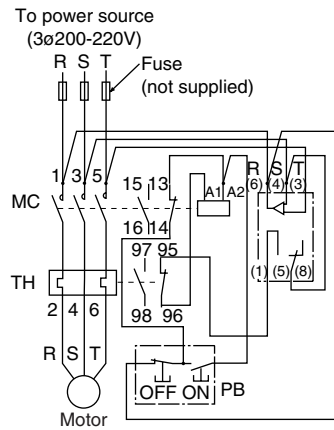 To power source
(3ø200-220V)
R S T
Fuse
(not supplied)
1 3 5
15 13
A1 A2
R S T
(6) (4) (3)
MC
16 14
97 95
(1) (5) (8)
TH
2 4 6
98 96
R S T
OFF ON PB
Motor